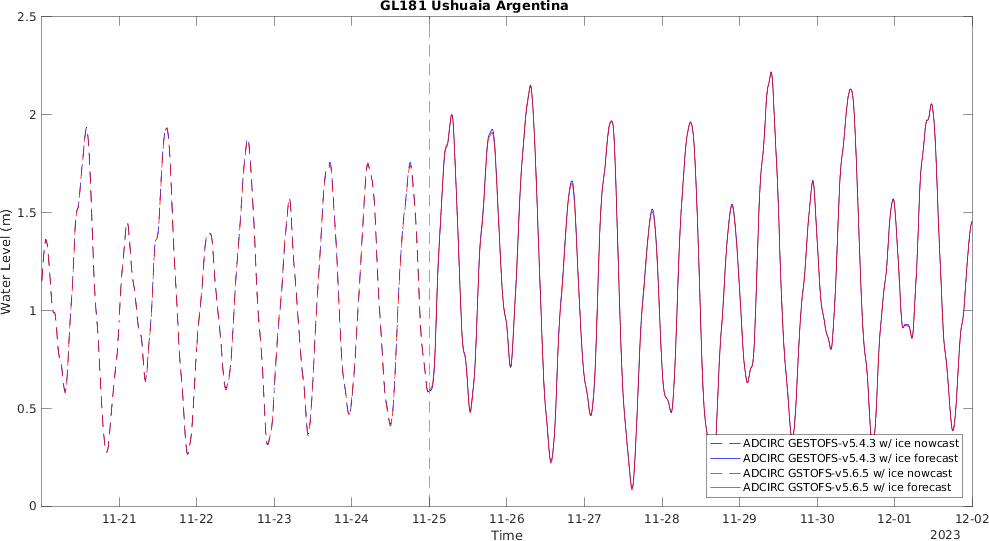 GL181 Ushuaia Argentina
2.5
2
1.5
1
0.5
0
Water Level (m)
ADCIRC GESTOFS-v5.4.3 w/ ice nowcast
ADCIRC GESTOFS-v5.4.3 w/ ice forecast
ADCIRC GSTOFS-v5.6.5 w/ ice nowcast
ADCIRC GSTOFS-v5.6.5 w/ ice forecast
11-21 11-22 11-23 11-24 11-25 11-26 11-27 11-28 11-29 11-30 12-01 12-02
Time
2023